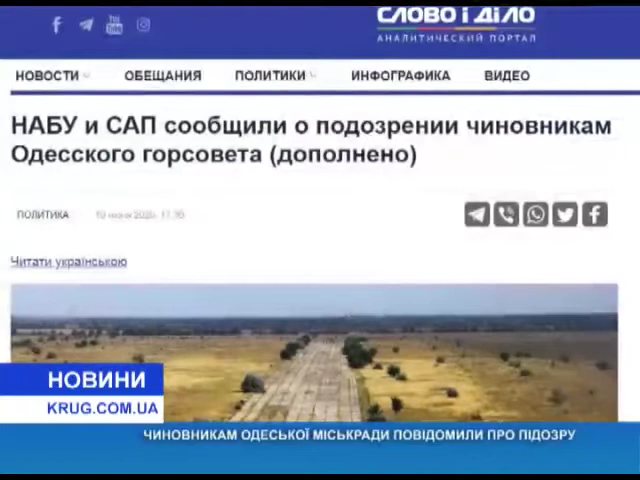 СЛОВО і ДіЛО
АНАЛИТИЧЕСКИЙ ПОРТАЛ
НОВОСТИ ОБЕЩАНИЯ ПОЛИТИКИ ИНФОГРАФИКА ВИДЕО
НАБУ и САП сообщили о подозрении чиновникам
Одесского горсовета (дополнено)
ПОЛИТИКА
Читати українською
НОВИНИ
KRUG.COM.UA
ЧИНОВНИКАМ ОДЕСЬКОЇ МІСЬКРАДИ ПОВІДОМИЛИ ПРО ПІДОЗРУ